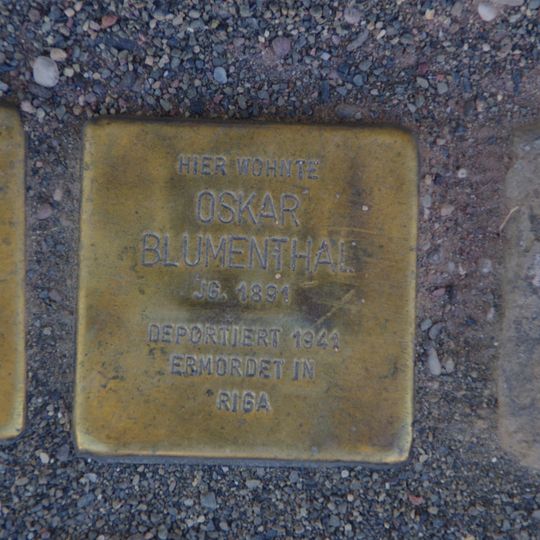 HIER WOHNTE
OSKAR
BLUMENTHAL
JG. 1891
DEPORTIERT 1941
ERMORDET IN
RIGA